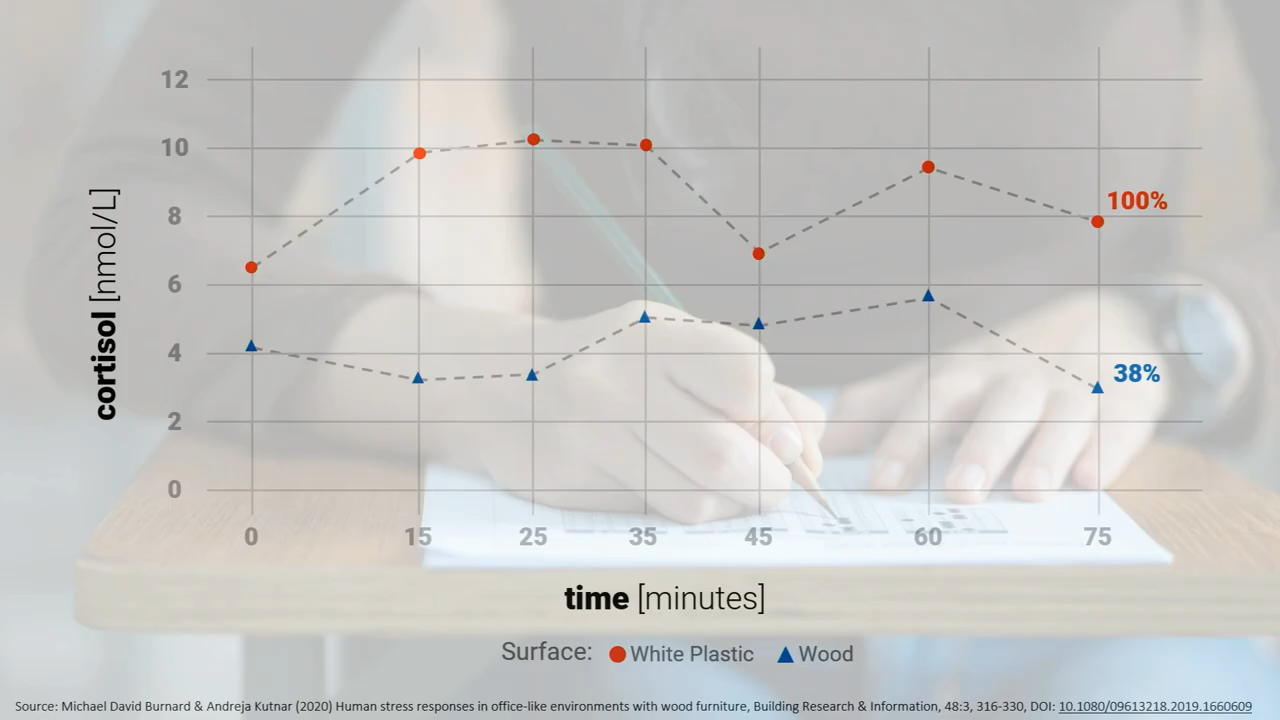 12
10
8
6
4
2
0
cortisol [nmol/L]
100%
38%
0 15 25 35 45 60 75
time [minutes]
Surface: White Plastic Wood
Source: Michael David Burnard & Andreja Kutnar (2020) Human stress responses in office-like environments with wood furniture, Building Research & Information, 48:3, 316-330, DOI: 10.1080/09613218.2019.1660609